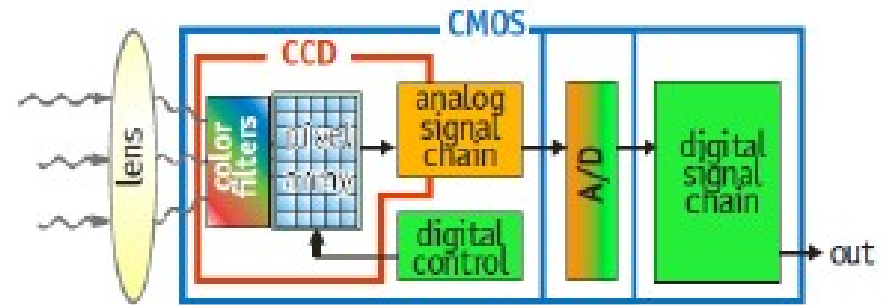 CMOS
CCD
lens
color
filters
pixel
array
analog
signal
chain
digital
control
A/D
digital
signal
chain
out